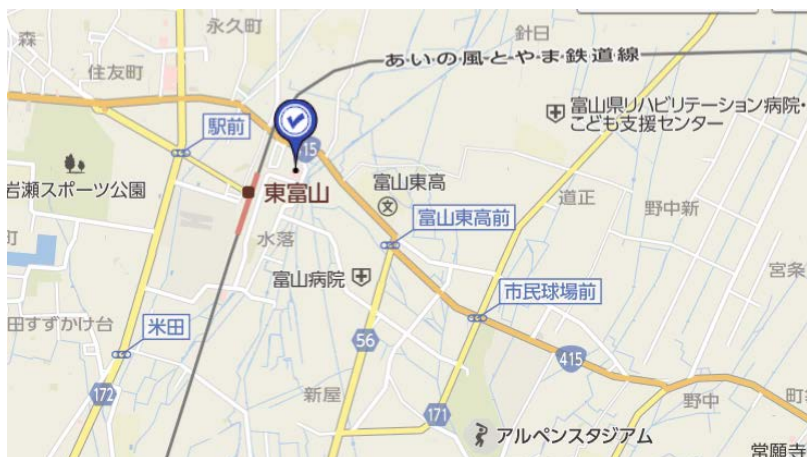 永久町
森
針日
あいの風とやま鉄道線
住友町
富山県リハビリテーション病院・
こども支援センター
駅前
15
富山東高
岩瀬スポーツ公園
東富山
文
道正
野中新
富山東高前
水落
町
宮条
富山病院
市民球場前
田すずかけ台
米田
56
415
新屋
172
野中
町
171
アルペンスタジアム
常願寺